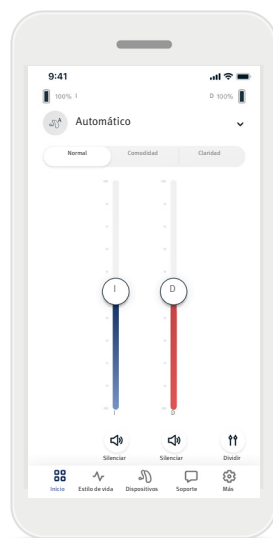 9:41
100% I
D 100%
Automático
Normal Comodidad Claridad
I D
I D
Silenciar Silenciar Dividir
Inicio Estilo de vida Dispositivos Soporte Más